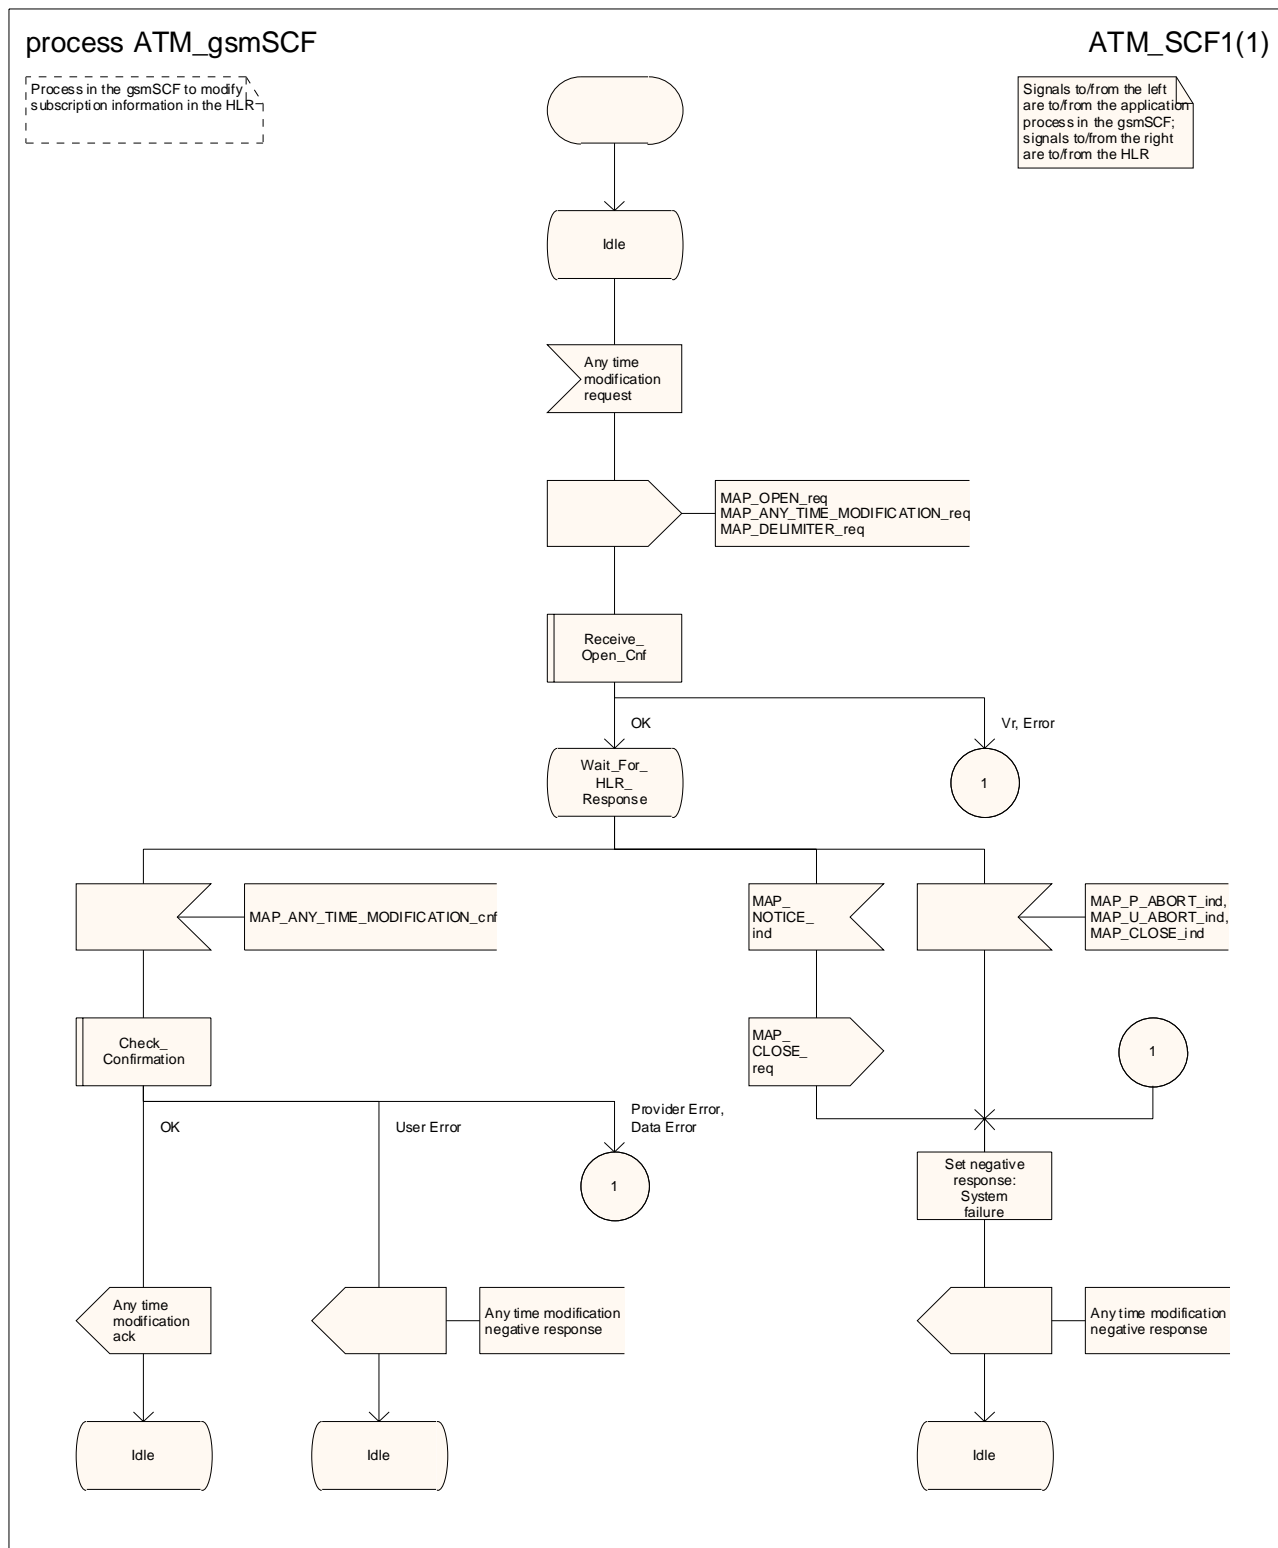 process ATM_gsmSCF
ATM_SCF1(1)
Process in the gsmSCF to modify
subscription information in the HLR
Signals to/from the left
are to/from the application
process in the gsmSCF;
signals to/from the right
are to/from the HLR
Idle
Any time
modification
request
MAP_OPEN_req
MAP_ANY_TIME_MODIFICATION_req
MAP_DELIMITER_req
Receive_
Open_Cnf
OK
Vr, Error
Wait_For_
HLR_
Response
1
MAP_ANY_TIME_MODIFICATION_cnf
MAP_
NOTICE_
ind
MAP_P_ABORT_ind,
MAP_U_ABORT_ind,
MAP_CLOSE_ind
Check_
Confirmation
MAP_
CLOSE_
req
1
OK
User Error
Provider Error,
Data Error
1
Set negative
response:
System
failure
Any time
modification
ack
Any time modification
negative response
Any time modification
negative response
Idle
Idle
Idle